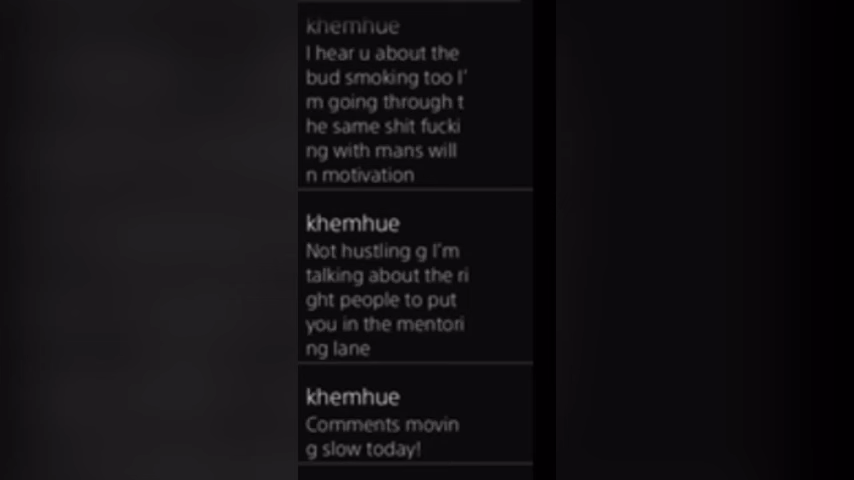 khemhue
I hear u about the
bud smoking too I'
m going through t
he same shit fucki
ng with mans will
n motivation
khemhue
Not hustling g I'm
talking about the ri
ght people to put
you in the mentori
ng lane
khemhue
Comments movin
g slow today!